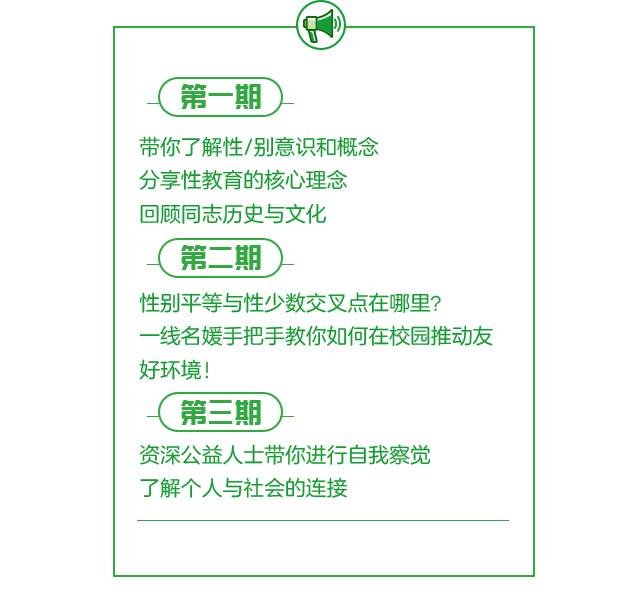 第一期
带你了解性/别意识和概念
分享性教育的核心理念
回顾同志历史与文化
第二期
性别平等与性少数交叉点在哪里?
一线名媛手把手教你如何在校园推动友
好环境!
第三期
资深公益人士带你进行自我察觉
了解个人与社会的连接